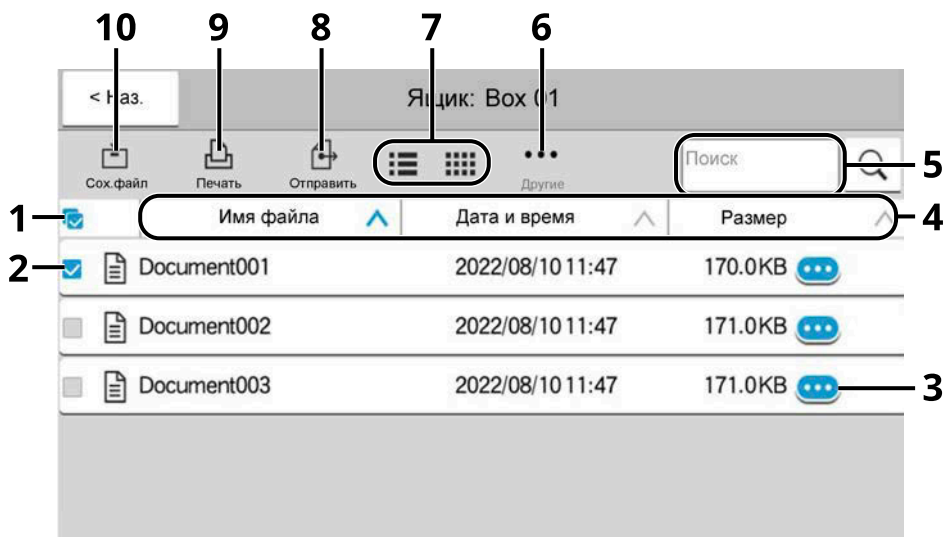 10 9 8 7 6
< Наз. Ящик: Box 01
Поиск 5
Сох.файл Печать Отправить Другие
1 Имя файла Дата и время Размер 4
2 Document001 2022/08/10 11:47 170.0KB
Document002 2022/08/10 11:47 171.0KB
Document003 2022/08/10 11:47 171.0KB 3